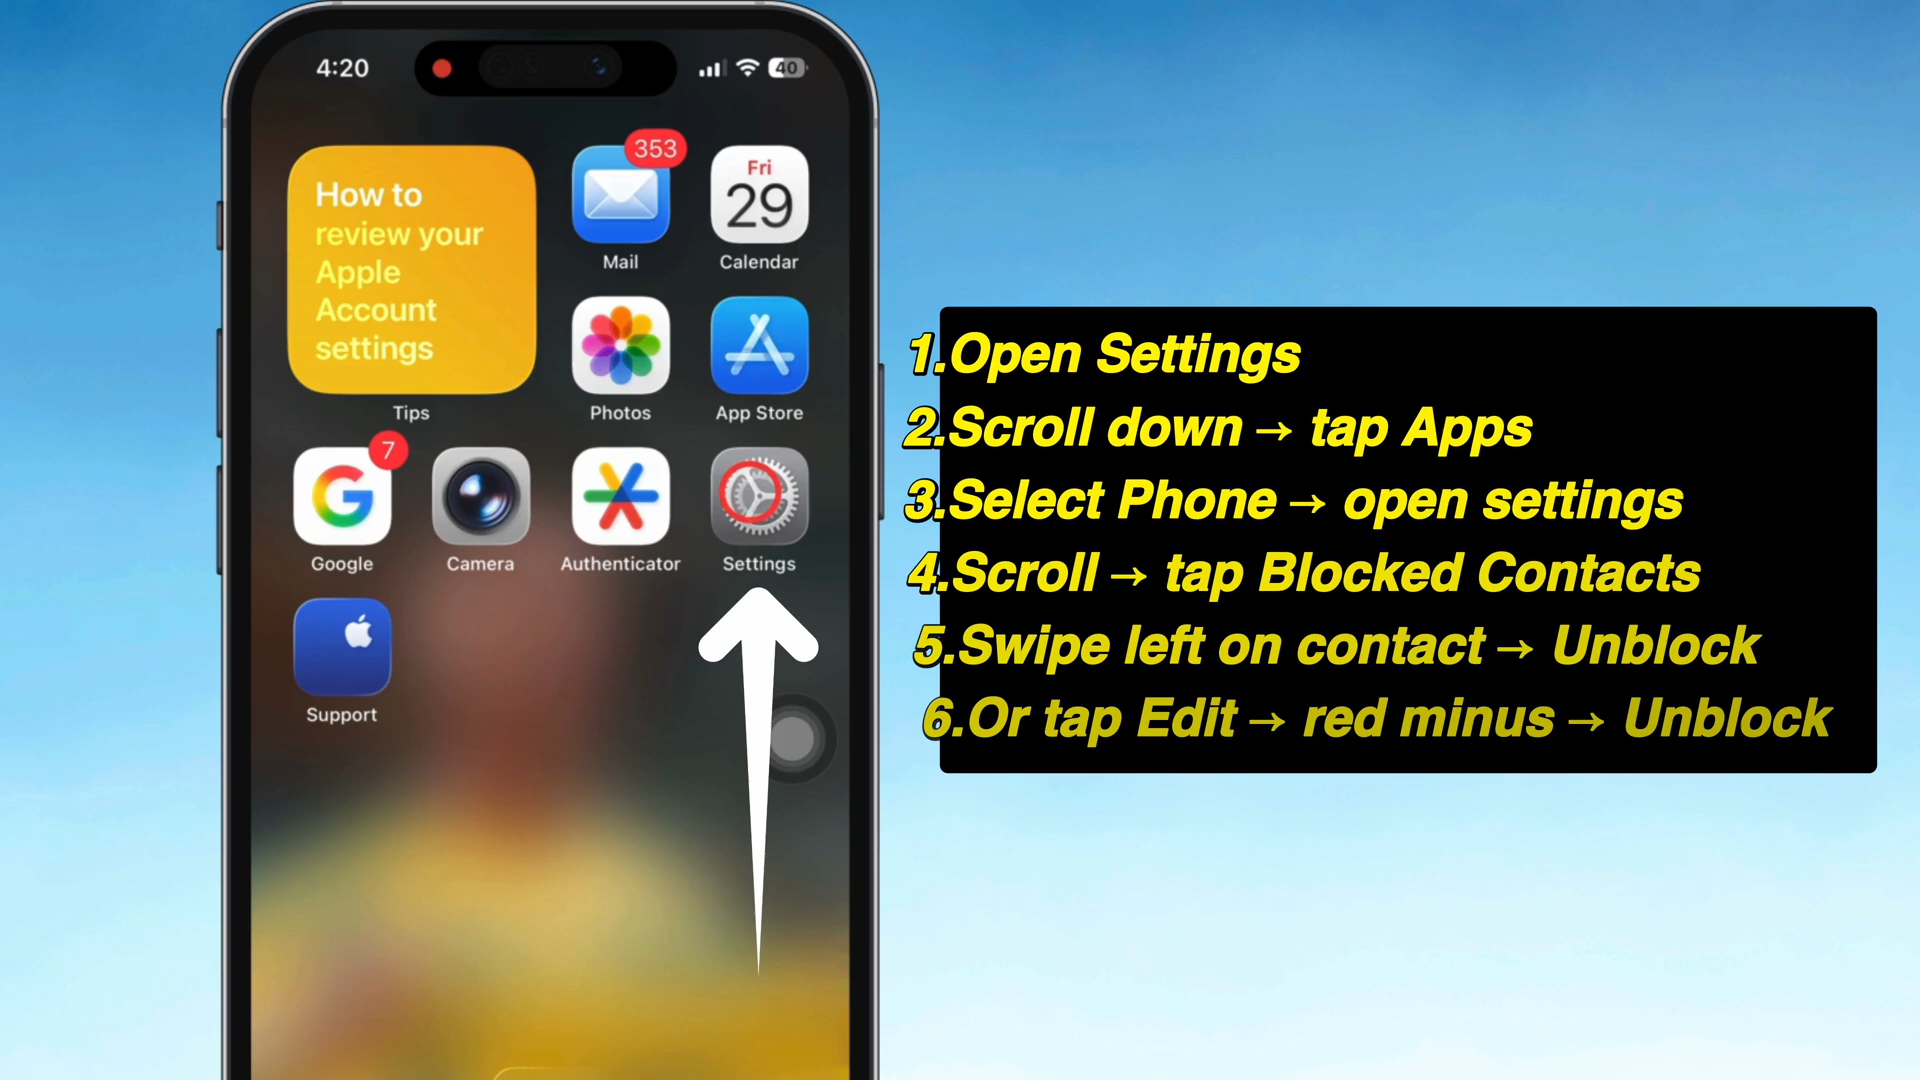 4:20
40
How to
review your
Apple
Account
settings
Tips
353
Mail
Fri
29
Calendar
Photos
App Store
7
G
Google
Camera
Authenticator
Settings
Support
1.Open Settings
2.Scroll down → tap Apps
3.Select Phone → open settings
4.Scroll → tap Blocked Contacts
5.Swipe left on contact → Unblock
6.Or tap Edit → red minus → Unblock